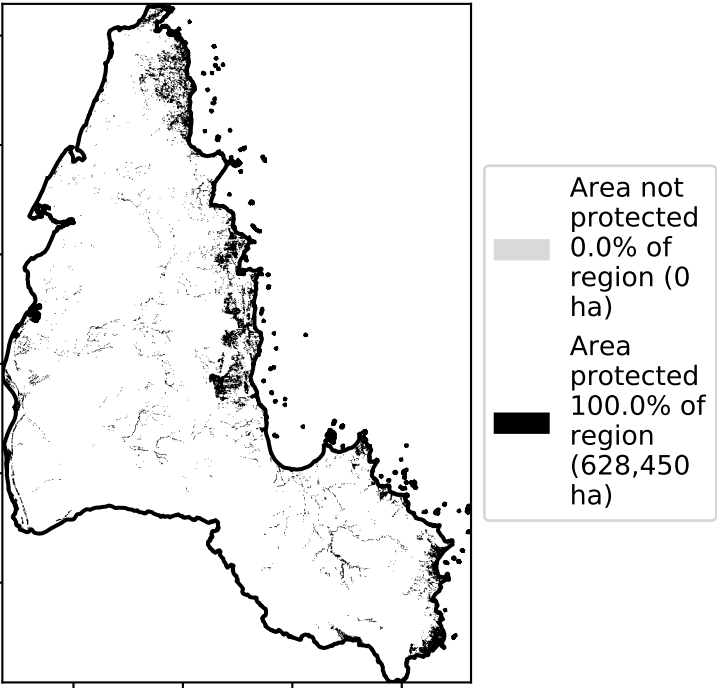 Area not
protected
0.0% of
region (0
ha)
Area
protected
100.0% of
region
(628,450
ha)